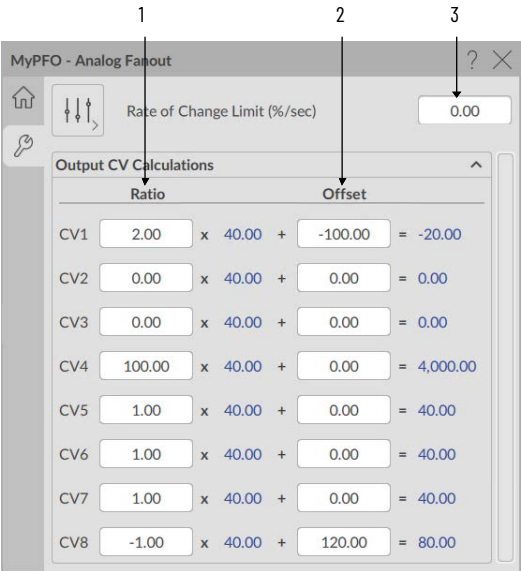 1 2 3
MyPFO - Analog Fanout ?
Rate of Change Limit (%/sec) 0.00
Output CV Calculations
Ratio Offset
CV1 2.00 x 40.00 + -100.00 = -20.00
CV2 0.00 x 40.00 + 0.00 = 0.00
CV3 0.00 x 40.00 + 0.00 = 0.00
CV4 100.00 x 40.00 + 0.00 = 4,000.00
CV5 1.00 x 40.00 + 0.00 = 40.00
CV6 1.00 x 40.00 + 0.00 = 40.00
CV7 1.00 x 40.00 + 0.00 = 40.00
CV8 -1.00 x 40.00 + 120.00 = 80.00